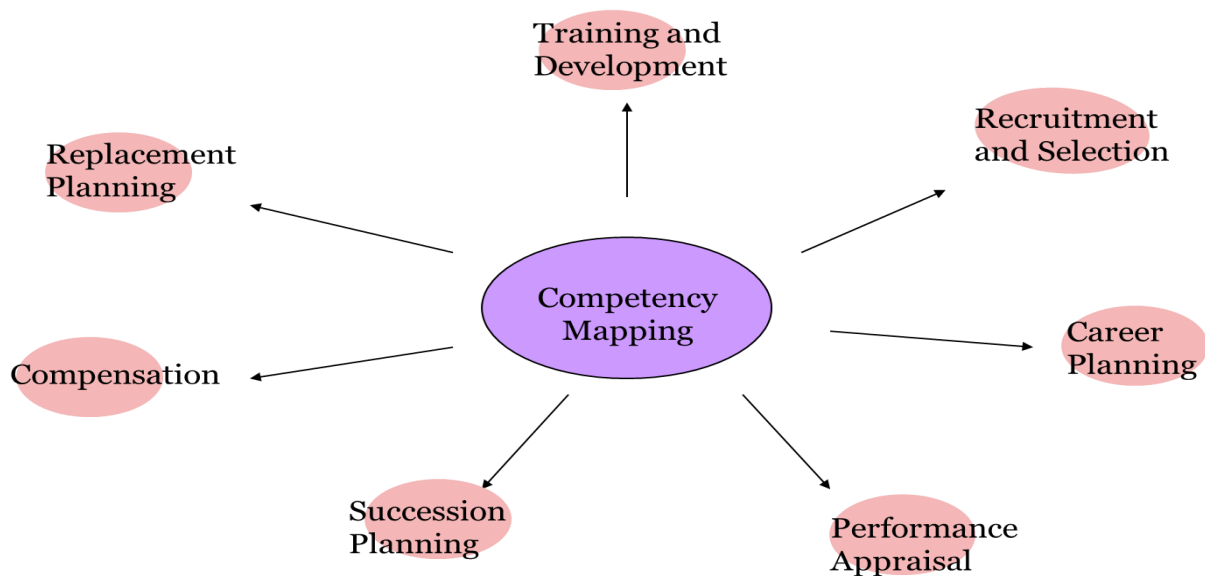 Training and
Development
Recruitment
and Selection
Replacement
Planning
Competency
Mapping
Career
Planning
Compensation
Succession
Planning
Performance
Appraisal